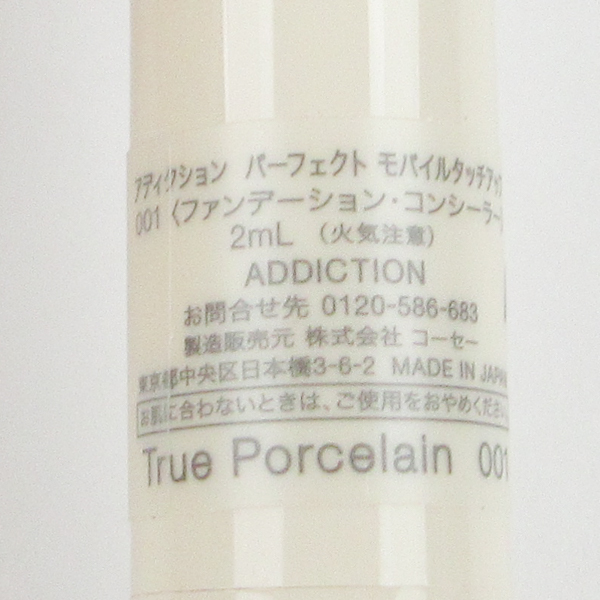 アディクション パーフェクト モバイルタッチアップ
001〈ファンデーション・コンシーラー
2mL （火気注意）
ADDICTION
お問合せ先 0120-586-683
製造販売元 株式会社 コーセー
東京都中央区日本橋3-6-2 MADE IN JAPAN
お肌に合わないときは、ご使用をおやめください。
True Porcelain 001